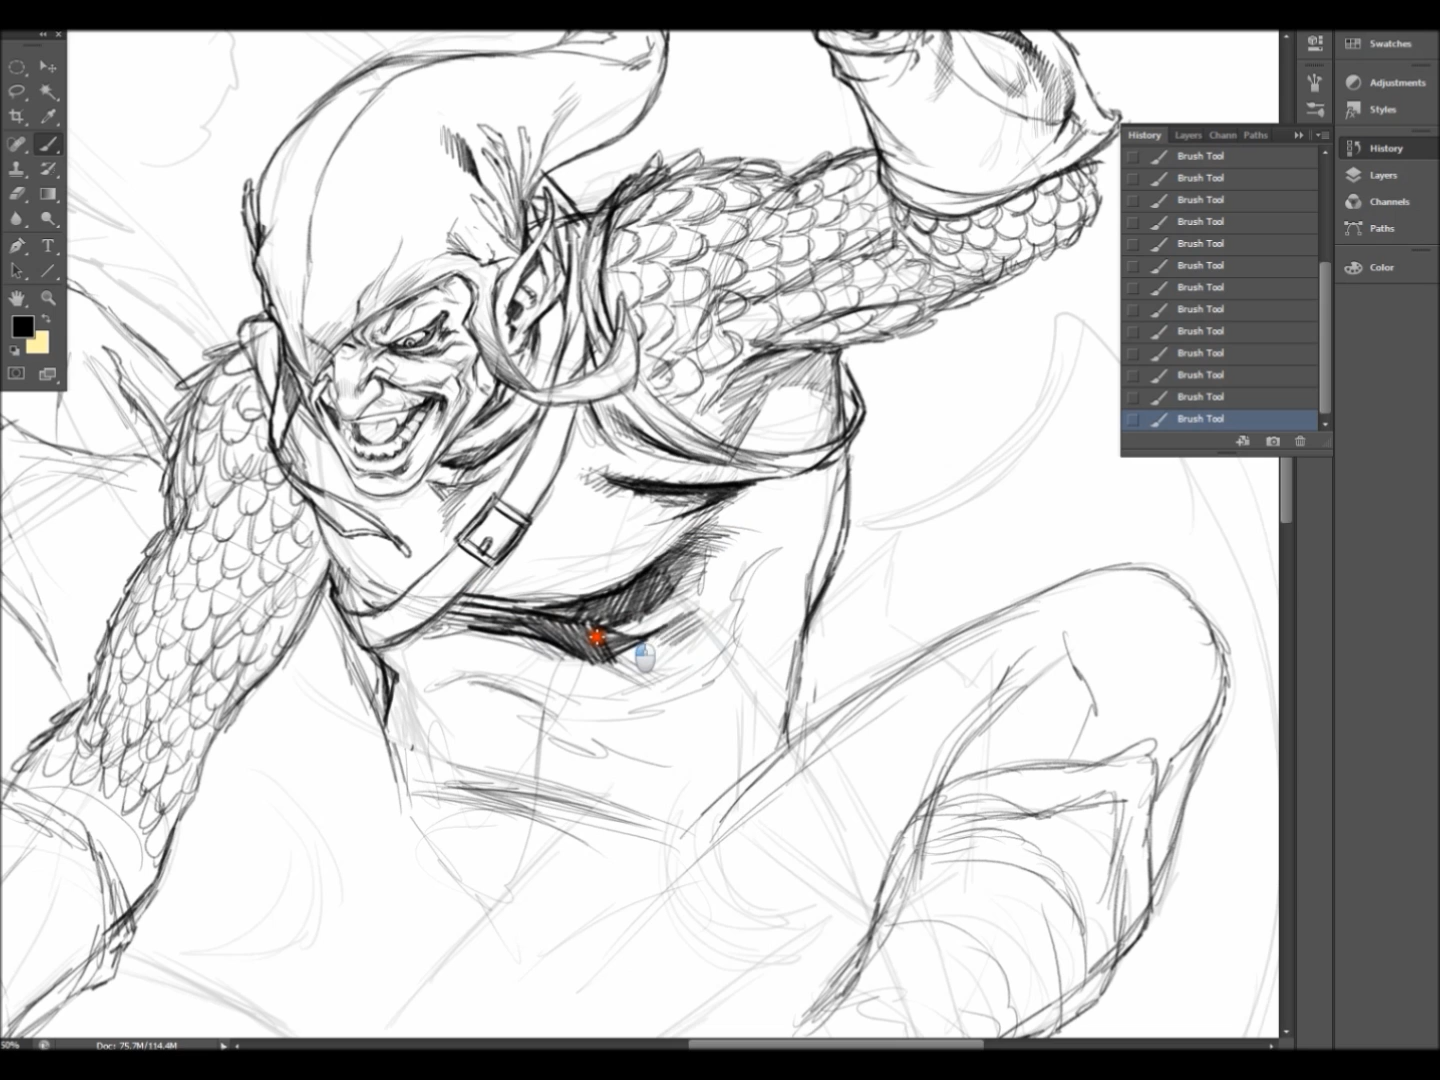 Swatches
Adjustments
Styles
History
Layers
Channels
Paths
Color
History Layers Chann Paths
Brush Tool
Brush Tool
Brush Tool
Brush Tool
Brush Tool
Brush Tool
Brush Tool
Brush Tool
Brush Tool
Brush Tool
Brush Tool
Brush Tool
Brush Tool
T
50% Doc: 75.7M/114.4M